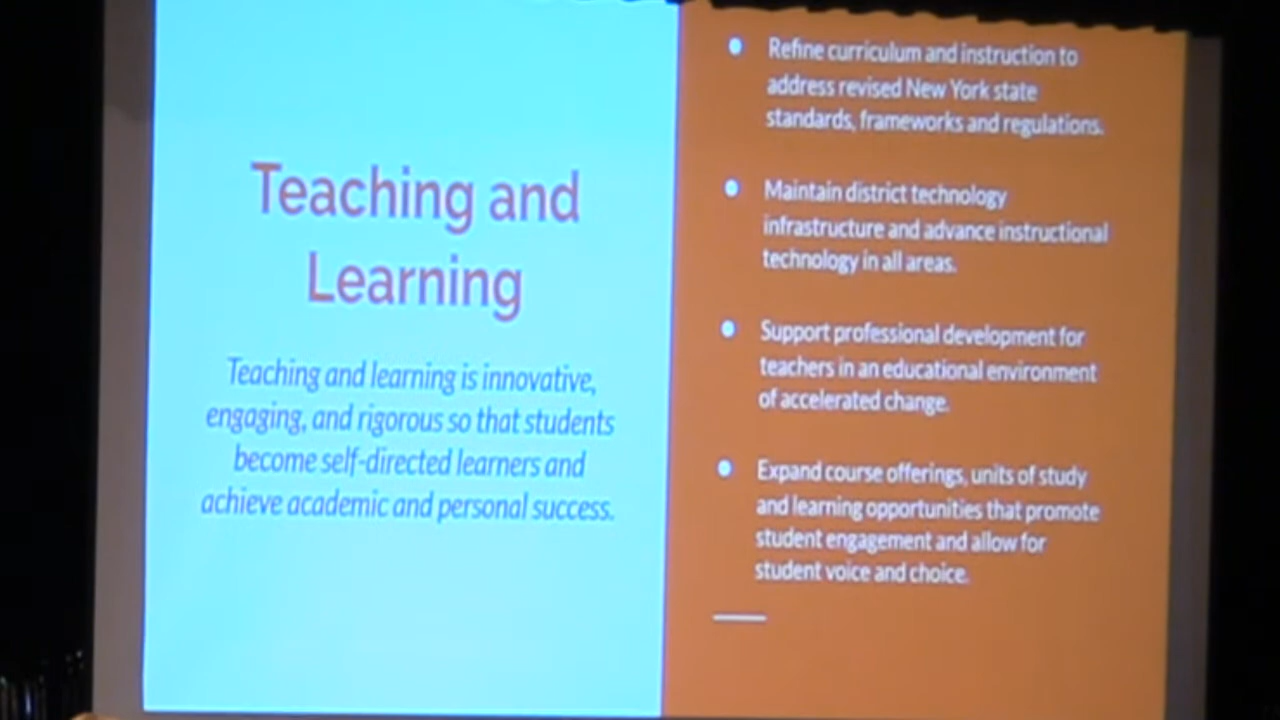 Teaching and
Learning
Teaching and learning is innovative,
engaging, and rigorous so that students
become self-directed learners and
achieve academic and personal success.
Refine curriculum and instruction to
address revised New York state
standards, frameworks and regulations.
Maintain district technology
infrastructure and advance instructional
technology in all areas.
Support professional development for
teachers in an educational environment
of accelerated change.
Expand course offerings, units of study
and learning opportunities that promote
student engagement and allow for
student voice and choice.